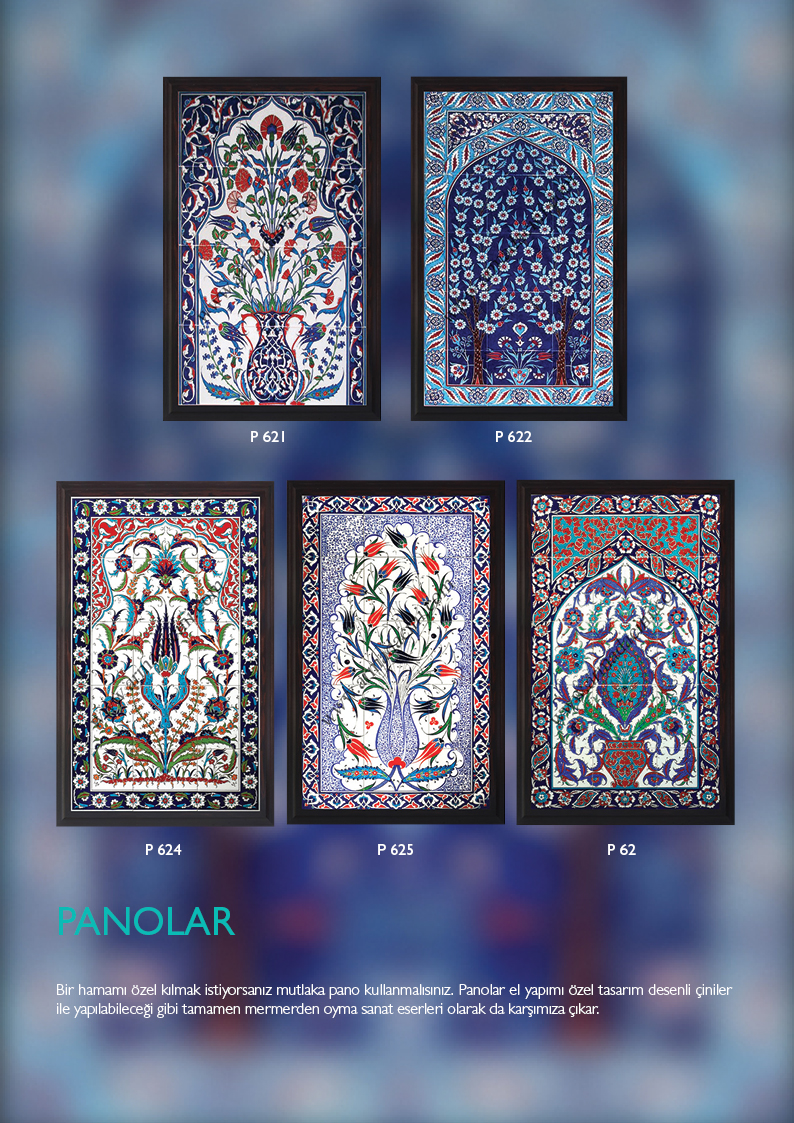 P 621
P 622
P 624
P 625
P 62
PANOLAR
Bir hamamı özel kılmak istiyorsanız mutlaka pano kullanmalısınız. Panolar el yapımı özel tasarım desenli çiniler
ile yapılabileceği gibi tamamen mermerden oyma sanat eserleri olarak da karşımıza çıkar.